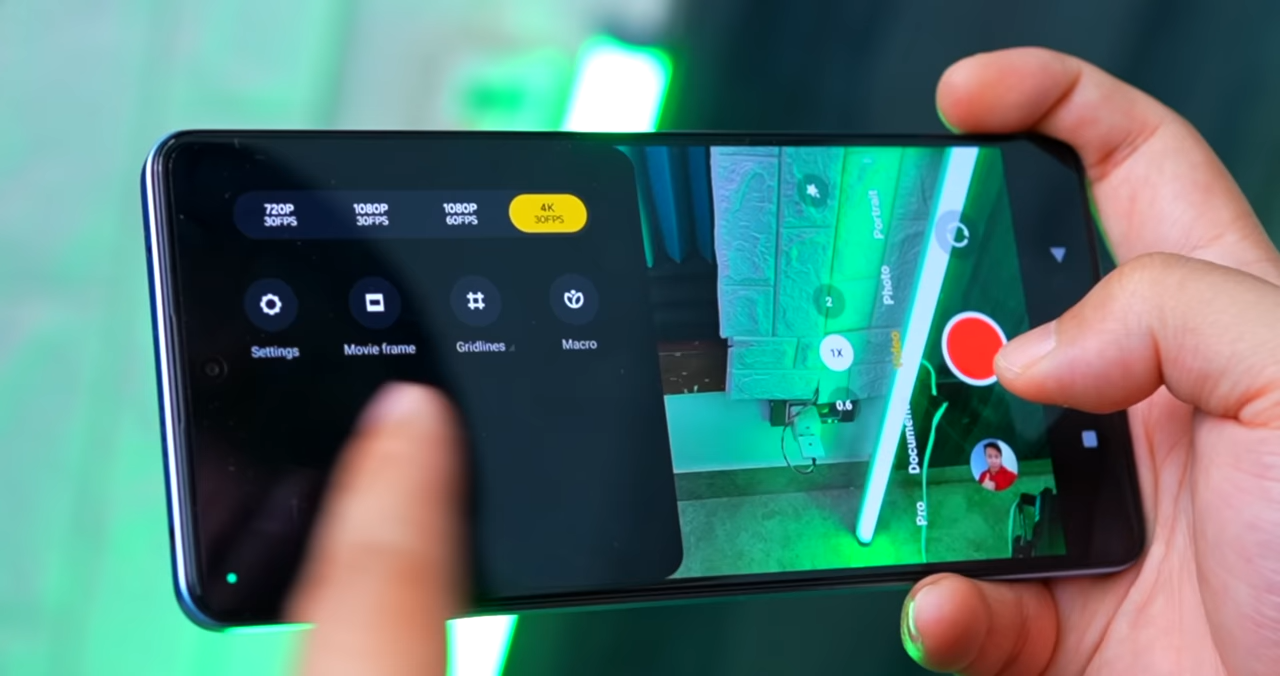 720P
30FPS
1080P
30FPS
1080P
60FPS
4K
30FPS
Settings
Movie frame
Gridlines
Macro
Portrait
Photo
Video
Document
Pro
2
1X
0.6